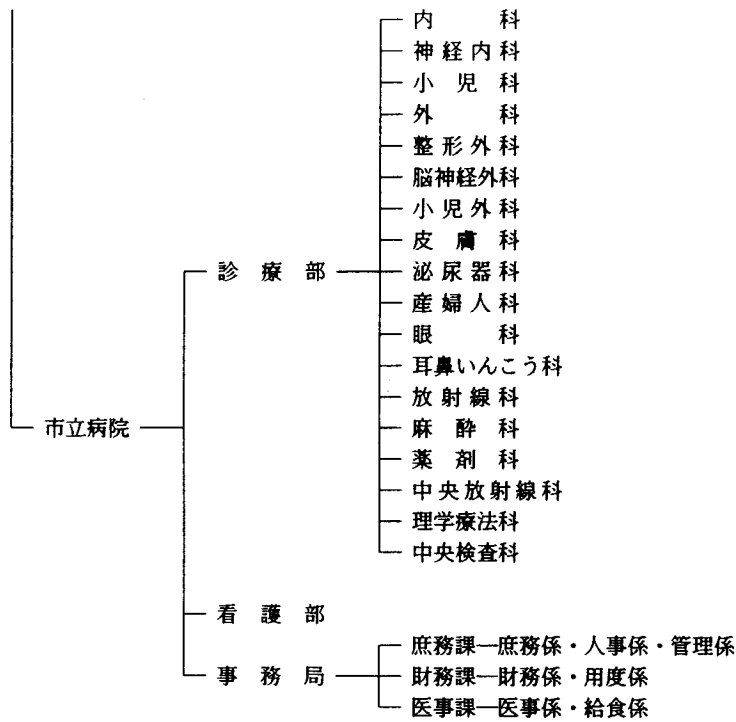 内科
神経内科
小児科
外科
整形外科
脳神経外科
小児外科
皮膚科
診療部
泌尿器科
産婦人科
眼科
耳鼻いんこう科
放射線科
市立病院
麻酔科
薬剤科
中央放射線科
理学療法科
中央検査科
看護部
庶務課—庶務係・人事係・管理係
事務局
財務課—財務係・用度係
医事課—医事係・給食係